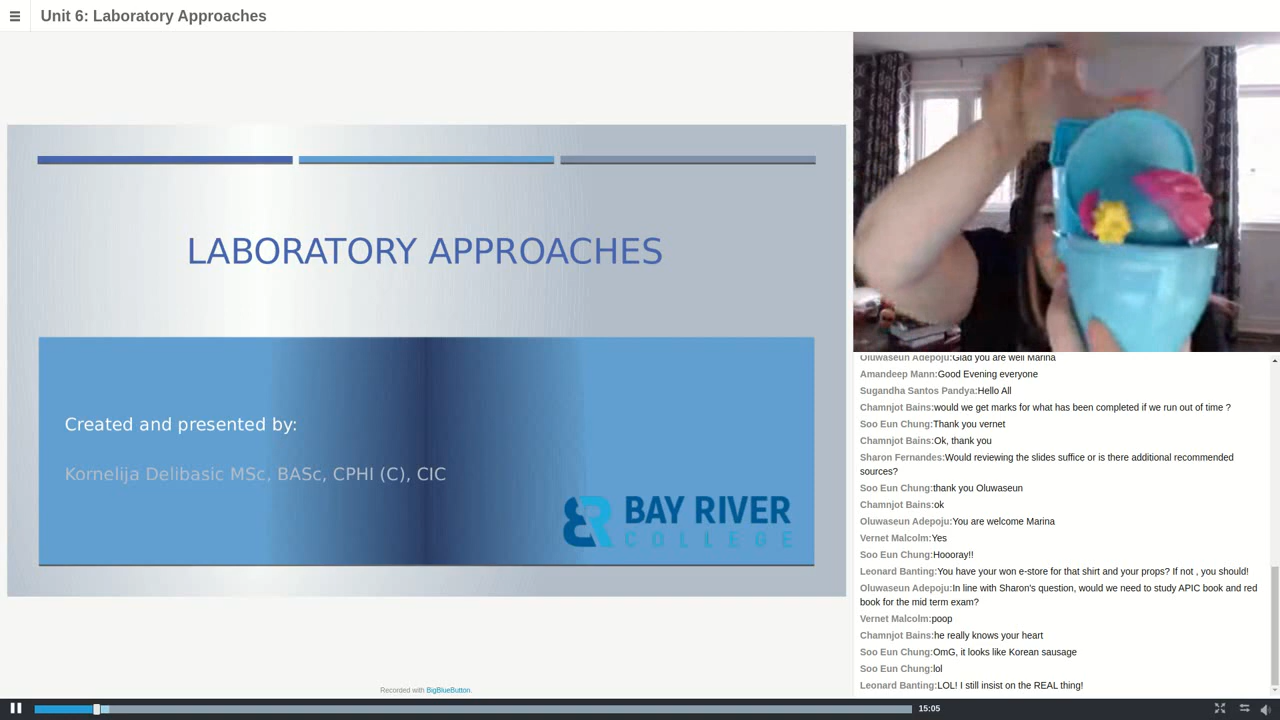 Unit 6: Laboratory Approaches
LABORATORY APPROACHES
Created and presented by:
Kornelija Delibasic MSc, BASc, CPHI (C), CIC
BR BAY RIVER
COLLEGE
Oluwaseun Adepoju:Glad you are well Marina
Amandeep Mann:Good Evening everyone
Sugandha Santos Pandya:Hello All
Chamnjot Bains:would we get marks for what has been completed if we run out of time ?
Soo Eun Chung:Thank you vernet
Chamnjot Bains:Ok, thank you
Sharon Fernandes:Would reviewing the slides suffice or is there additional recommended
sources?
Soo Eun Chung:thank you Oluwaseun
Chamnjot Bains:ok
Oluwaseun Adepoju:You are welcome Marina
Vernet Malcolm:Yes
Soo Eun Chung:Hoooray!!
Leonard Banting:You have your won e-store for that shirt and your props? If not , you should!
Oluwaseun Adepoju:In line with Sharon's question, would we need to study APIC book and red
book for the mid term exam?
Vernet Malcolm:poop
Chamnjot Bains:he really knows your heart
Soo Eun Chung:OmG, it looks like Korean sausage
Soo Eun Chung:lol
Leonard Banting:LOL! I still insist on the REAL thing!
Recorded with BigBlueButton.
15:05